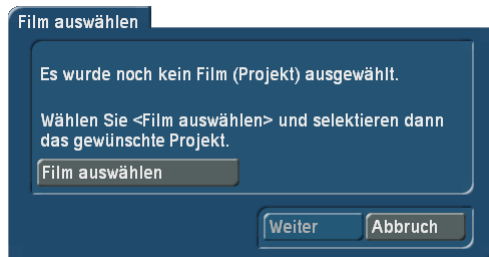 Film auswählen
Es wurde noch kein Film (Projekt) ausgewählt.
Wählen Sie <Film auswählen> und selektieren dann
das gewünschte Projekt.
Film auswählen
Weiter
Abbruch